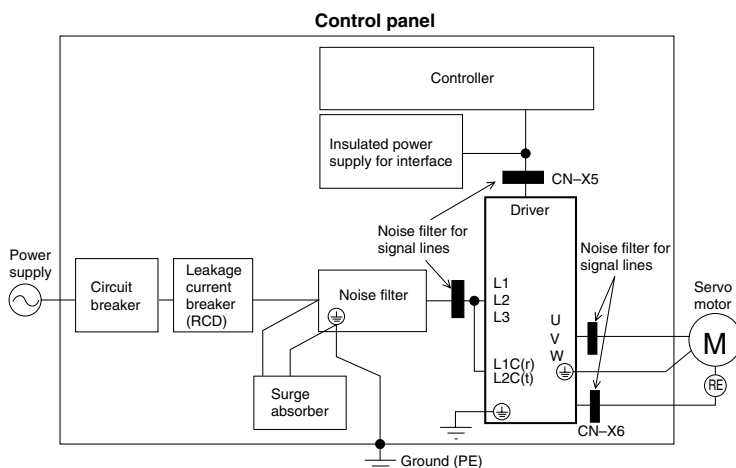 Control panel
Controller
Insulated power
supply for interface
CN–X5
Driver
Noise filter for
signal lines
Noise filter for
signal lines
Power
supply
Circuit
breaker
Leakage
current
breaker
(RCD)
Noise filter
L1
L2
L3
U
V
W
L1C(r)
L2C(t)
Servo
motor
M
RE
Surge
absorber
CN–X6
Ground (PE)